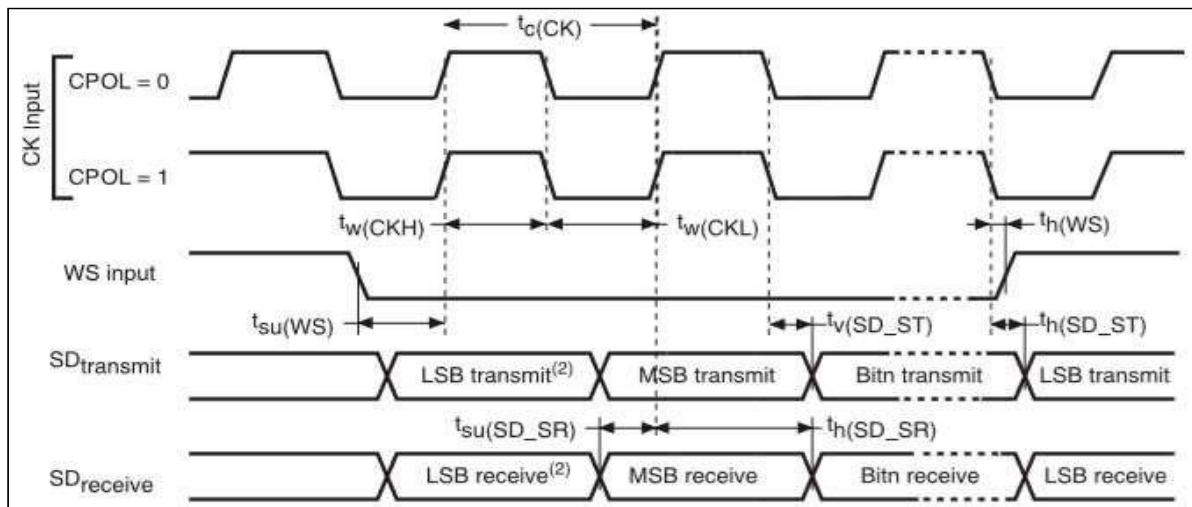 tc(CK)
CK Input
CPOL = 0
CPOL = 1
tw(CKH)
tw(CKL)
th(WS)
WS input
tsu(WS)
tv(SD_ST)
th(SD_ST)
SDtransmit
LSB transmit(2)
MSB transmit
Bitn transmit
LSB transmit
tsu(SD_SR)
th(SD_SR)
SDreceive
LSB receive(2)
MSB receive
Bitn receive
LSB receive